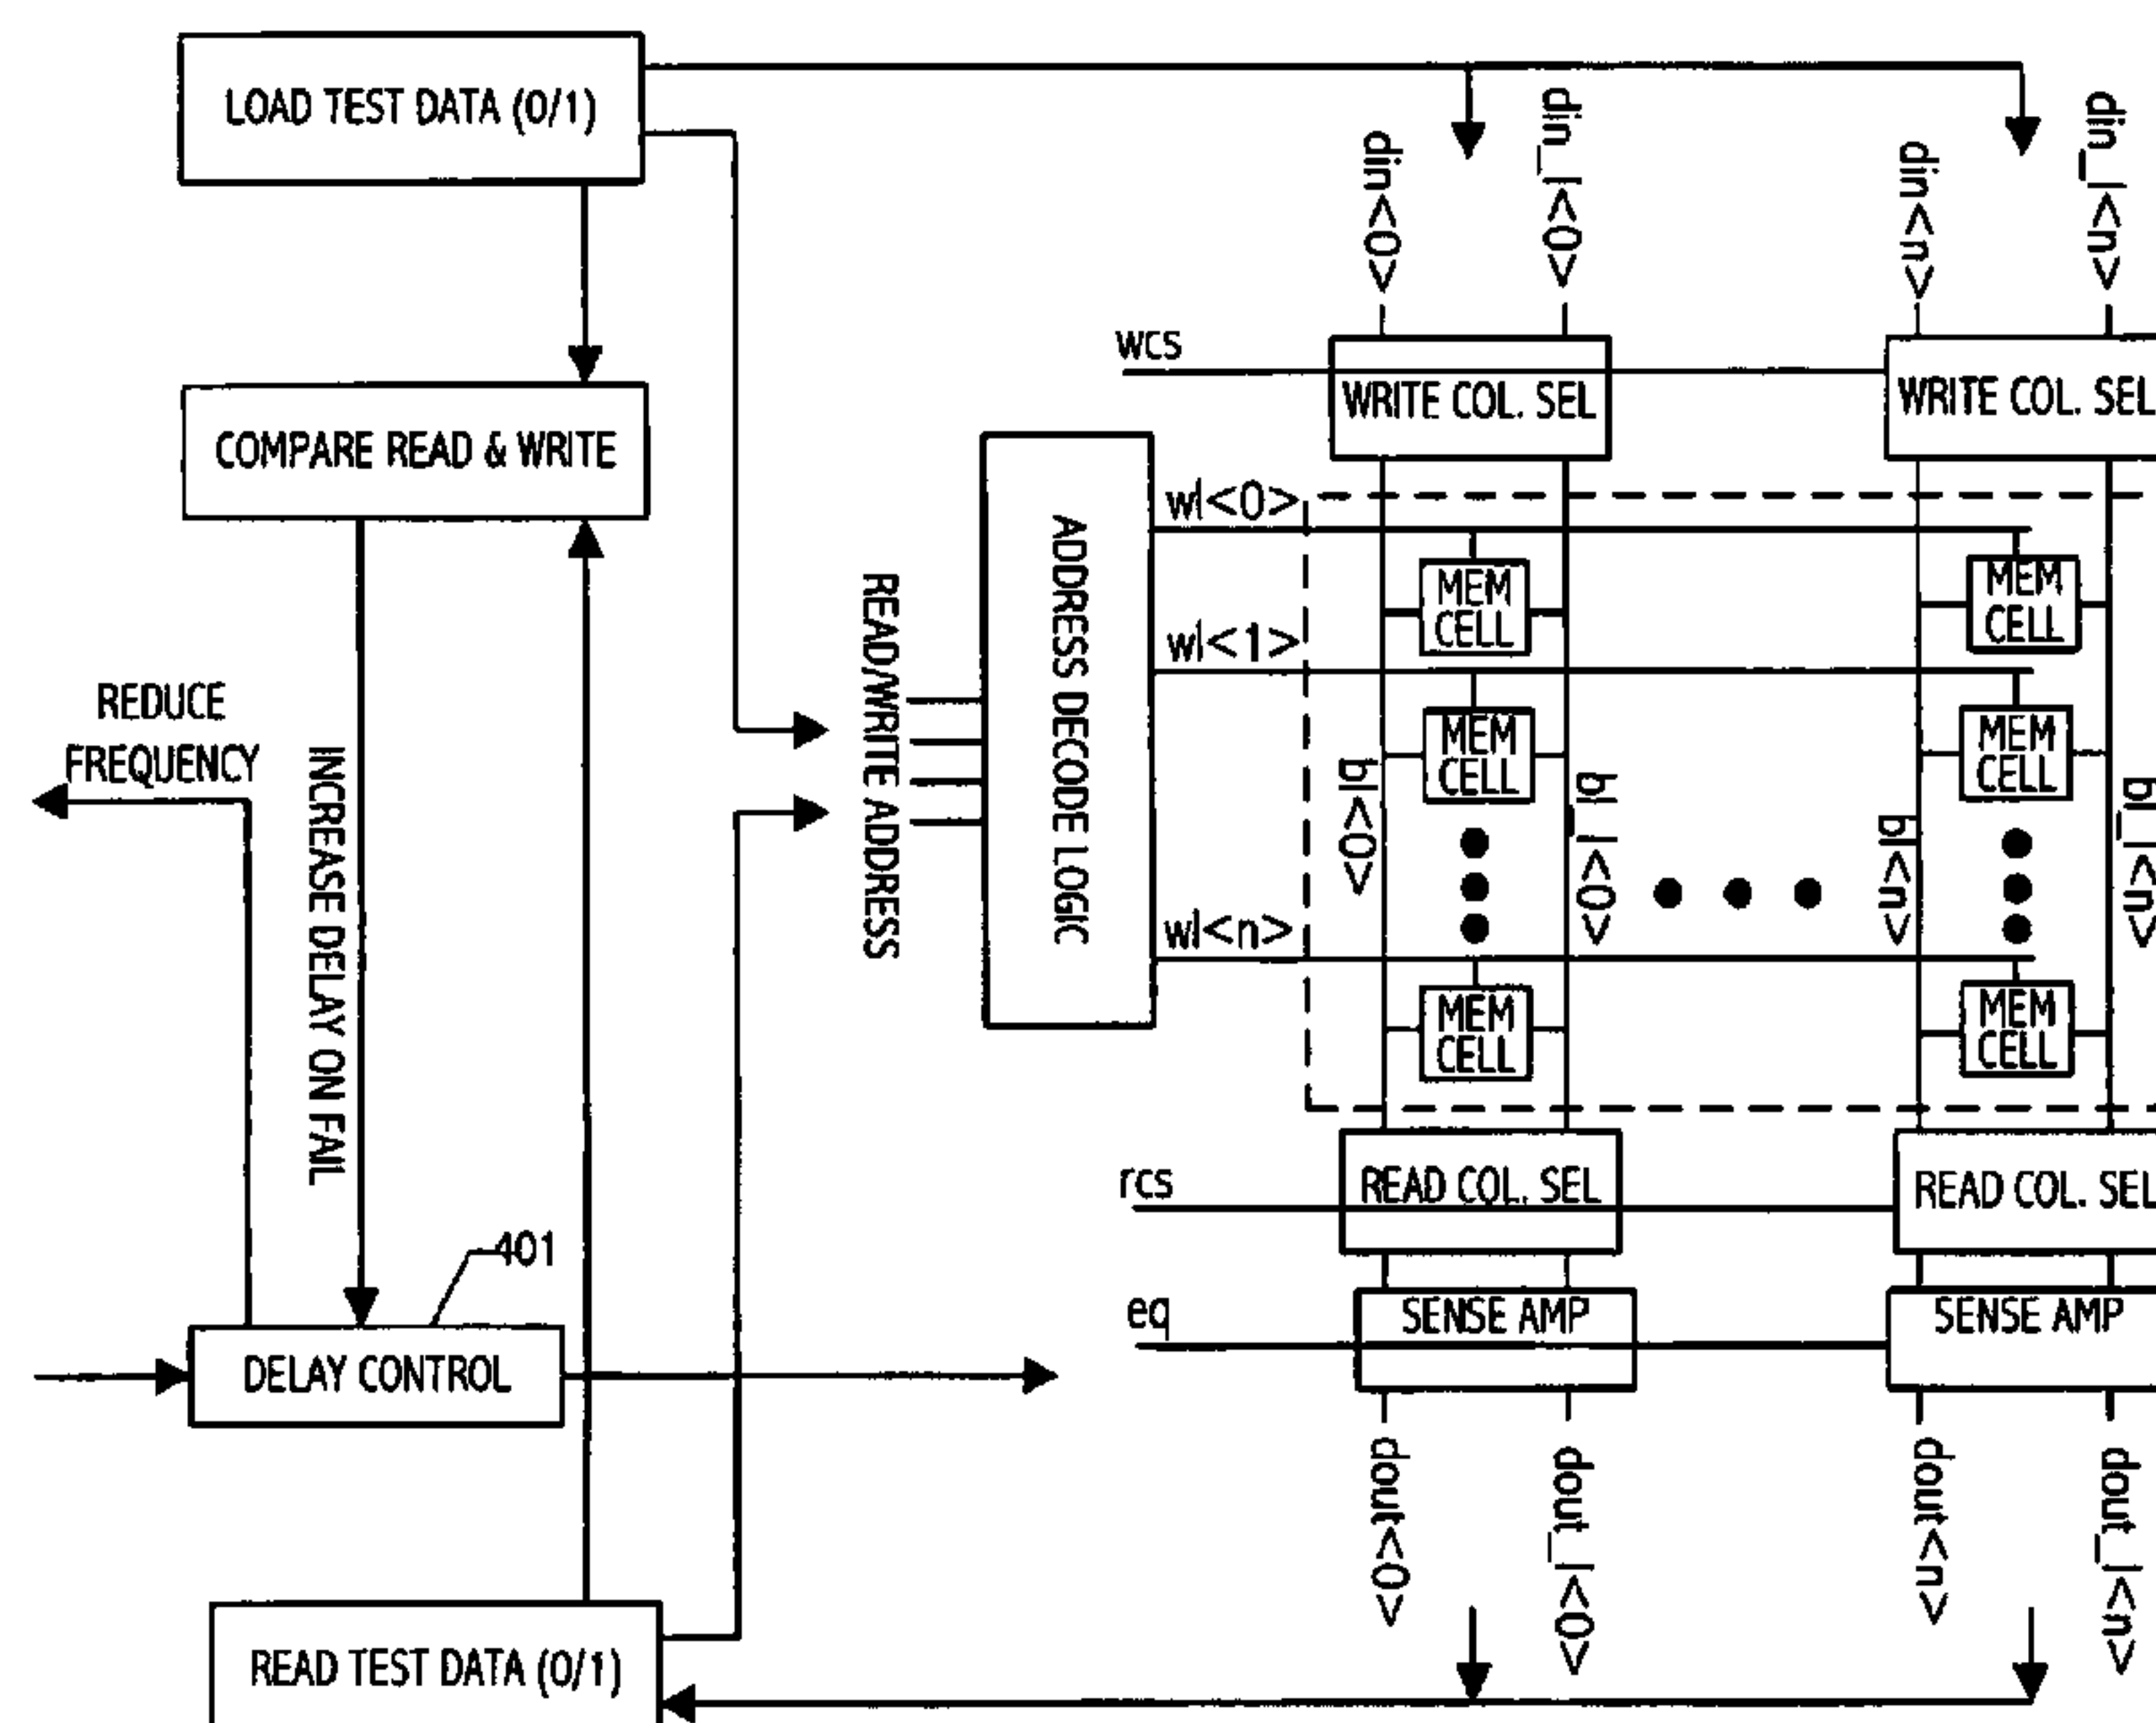 LOAD TEST DATA (0/1)
din<0>
din_l<0>
din<n>
din_l<n>
wcs
WRITE COL. SEL
WRITE COL. SEL
COMPARE READ & WRITE
wl<0>
MEM
CELL
MEM
CELL
wl<1>
MEM
CELL
MEM
CELL
READ/WRITE ADDRESS
ADDRESS DECODE LOGIC
REDUCE
FREQUENCY
INCREASE DELAY ON FAIL
bl<0>
bl_l<0>
bl<n>
bl_l<n>
wl<n>
MEM
CELL
MEM
CELL
rcs
READ COL. SEL
READ COL. SEL
401
eq
SENSE AMP
SENSE AMP
DELAY CONTROL
dout<0>
dout_l<0>
dout<n>
dout_l<n>
READ TEST DATA (0/1)